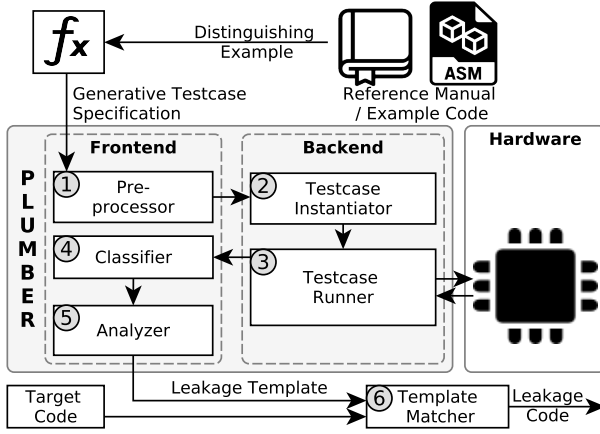 fx
Distinguishing
Example
ASM
Generative Testcase
Specification
Reference Manual
/ Example Code
Frontend
Backend
Hardware
PLUMBER
1
Pre-
processor
2
Testcase
Instantiator
4
Classifier
3
Testcase
Runner
5
Analyzer
Leakage Template
Target
Code
6
Template
Matcher
Leakage
Code